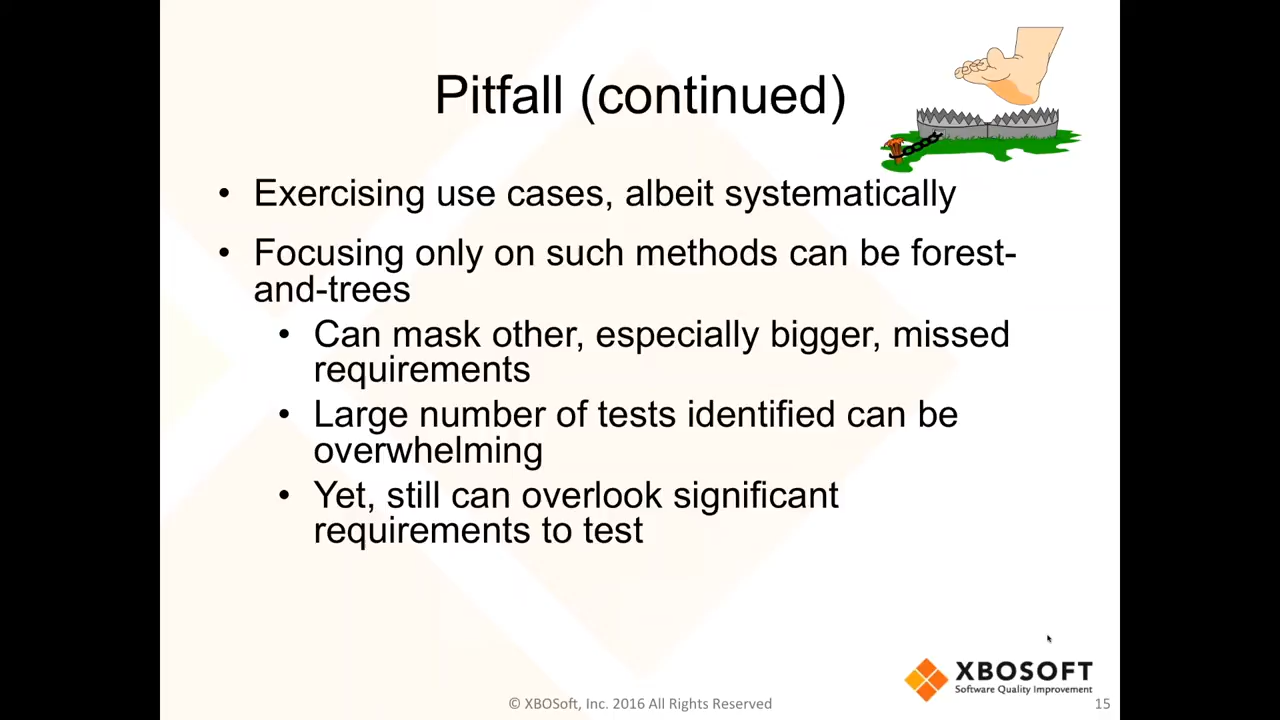 Pitfall (continued)
• Exercising use cases, albeit systematically
• Focusing only on such methods can be forest-
and-trees
• Can mask other, especially bigger, missed
requirements
• Large number of tests identified can be
overwhelming
• Yet, still can overlook significant
requirements to test
XBOSOFT
Software Quality Improvement
© XBOSoft, Inc. 2016 All Rights Reserved
15